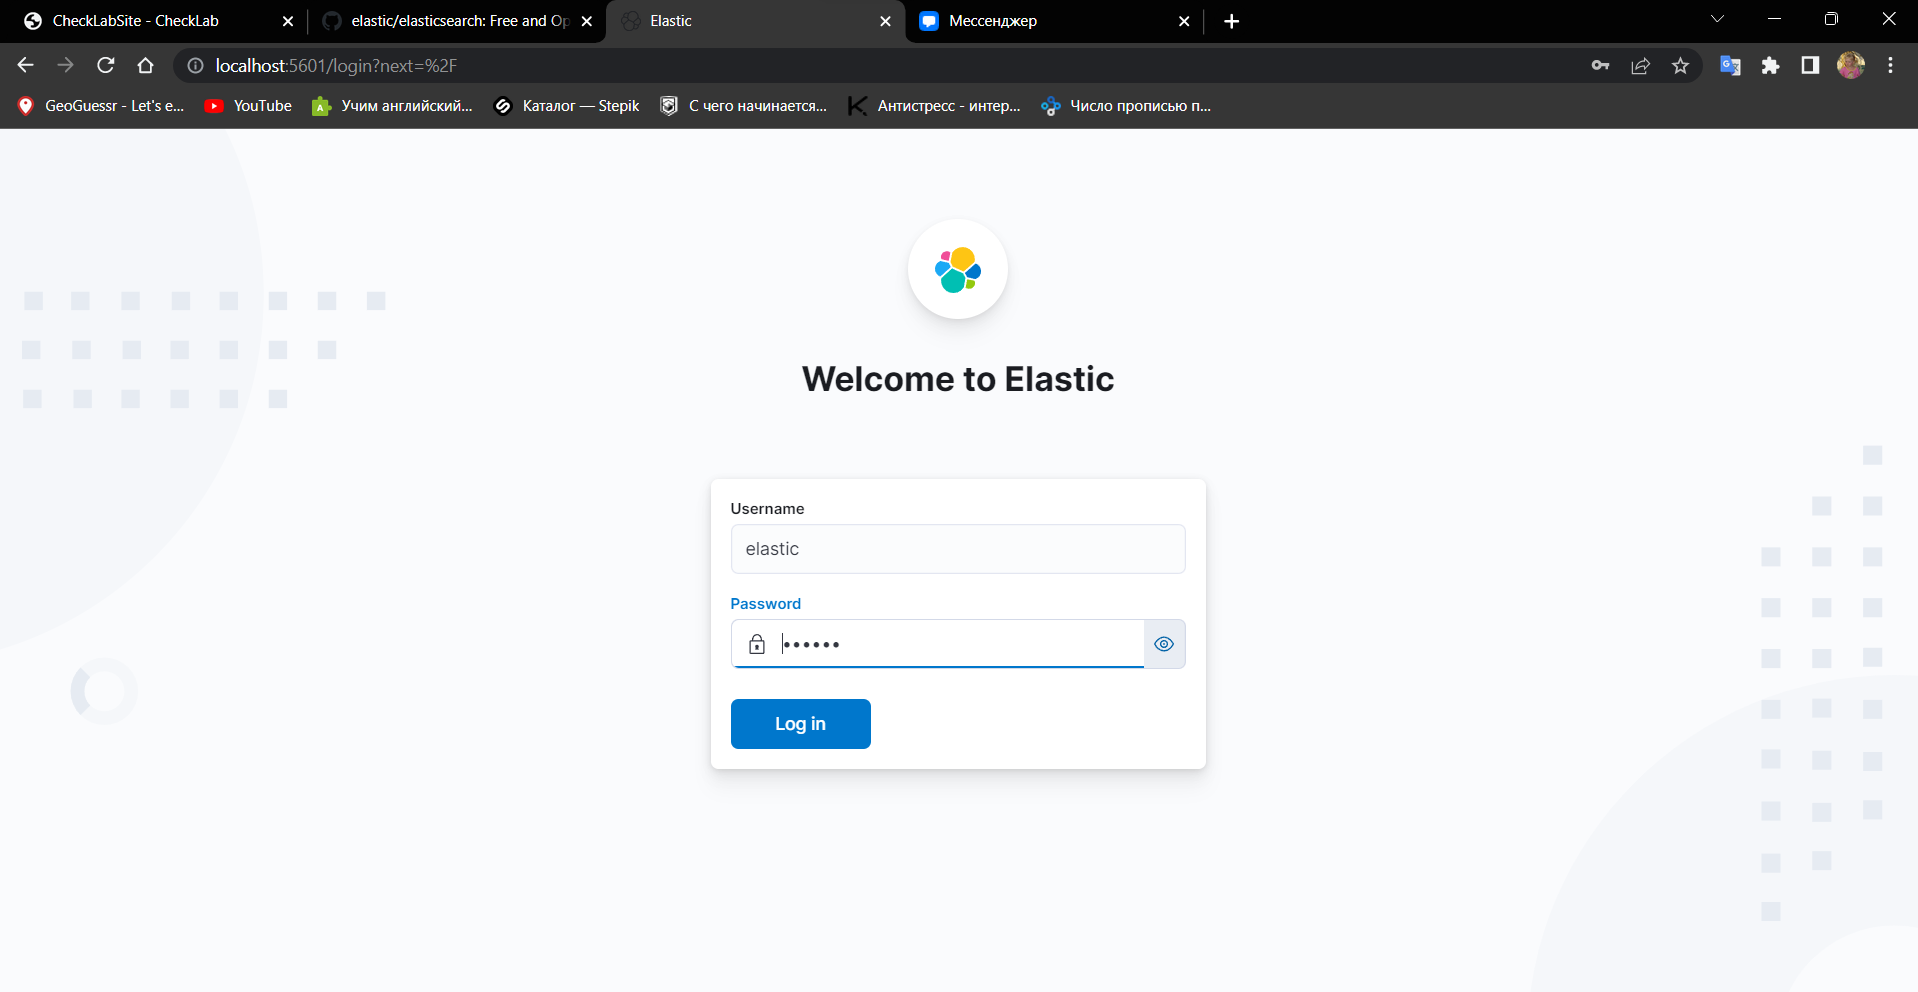 CheckLabSite - CheckLab
elastic/elasticsearch: Free and Op
Elastic
Мессенджер
localhost:5601/login?next=%2F
GeoGuessr - Let's e...
YouTube
Учим английский...
Каталог — Stepik
С чего начинается...
Антистресс - интер...
Число прописью п...
Welcome to Elastic
Username
elastic
Password
••••••
Log in